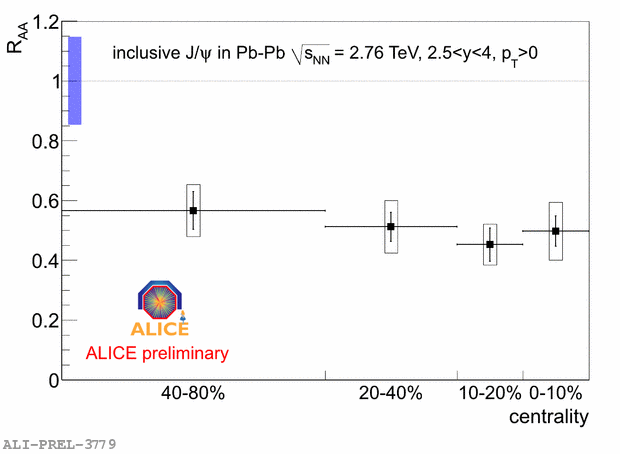 R_AA
1.2
inclusive J/ψ in Pb-Pb √s_NN = 2.76 TeV, 2.5<y<4, p_T>0
1
0.8
0.6
0.4
0.2
0
ALICE
ALICE preliminary
40-80% 20-40% 10-20% 0-10%
centrality
ALI-PREL-3779